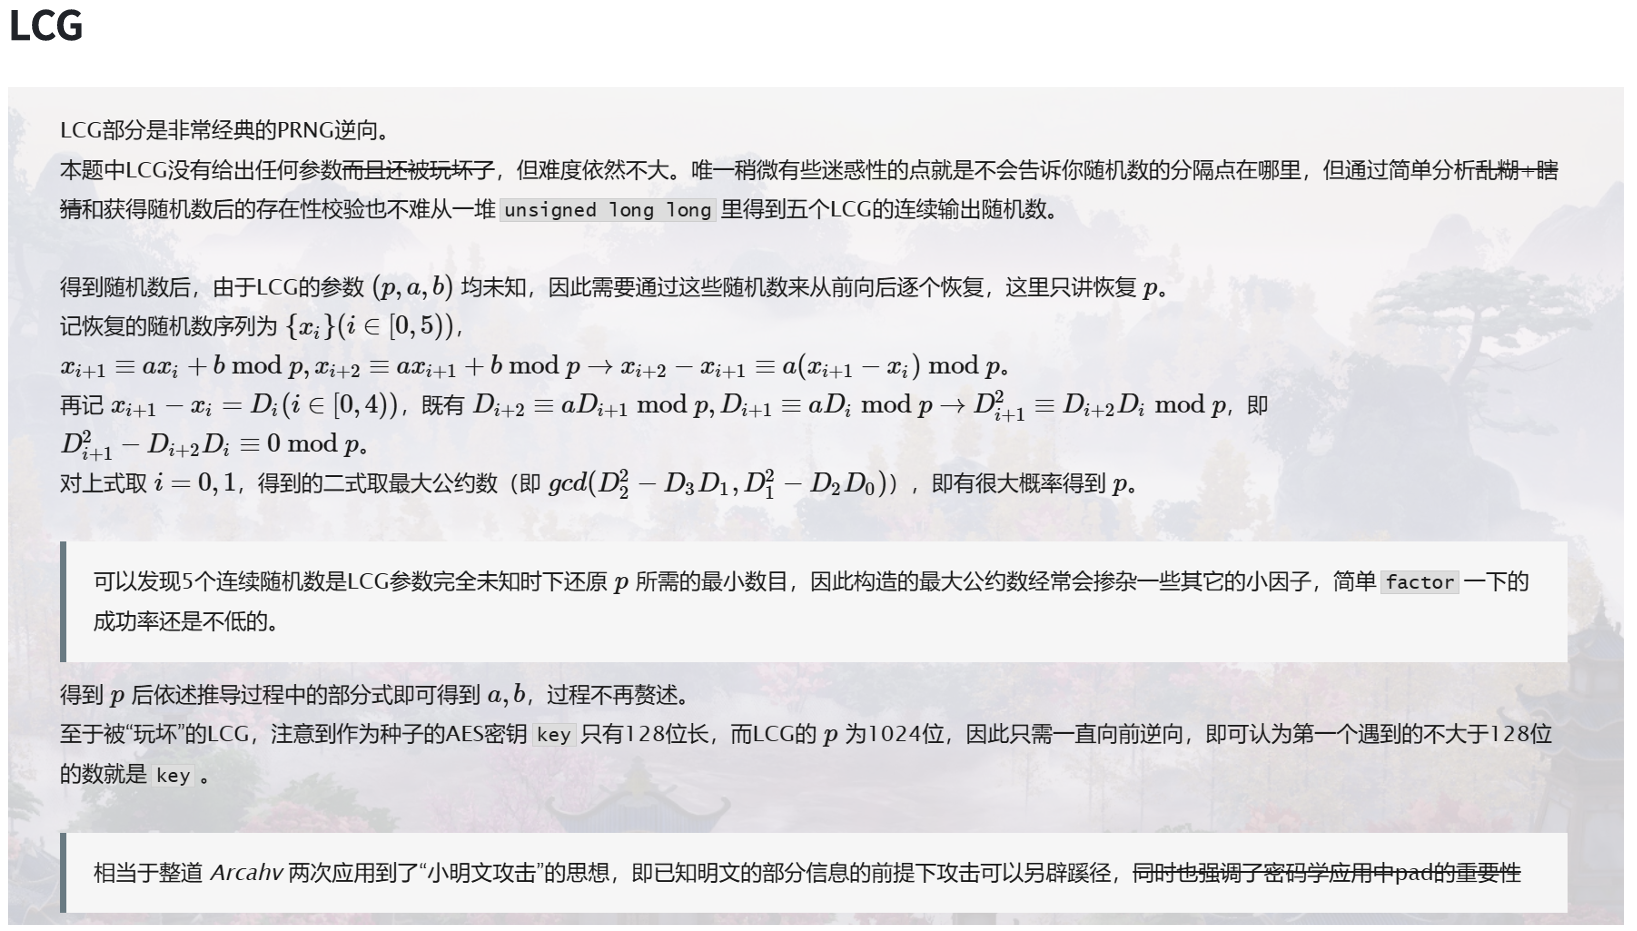 LCG
LCG部分是非常经典的PRNG逆向。
本题中LCG没有给出任何参数而且还被玩坏了，但难度依然不大。唯一稍微有些迷惑性的点就是不会告诉你随机数的分隔点在哪里，但通过简单分析乱糊+瞎
猜和获得随机数后的存在性校验也不难从一堆 unsigned long long 里得到五个LCG的连续输出随机数。
得到随机数后，由于LCG的参数 (p, a, b) 均未知，因此需要通过这些随机数来从前向后逐个恢复，这里只讲恢复 p。
记恢复的随机数序列为 {x_i}(i ∈ [0, 5))，
x_{i+1} ≡ ax_i + b mod p, x_{i+2} ≡ ax_{i+1} + b mod p → x_{i+2} − x_{i+1} ≡ a(x_{i+1} − x_i) mod p。
再记 x_{i+1} − x_i = D_i(i ∈ [0, 4))，既有 D_{i+2} ≡ aD_{i+1} mod p, D_{i+1} ≡ aD_i mod p → D_{i+1}^2 ≡ D_{i+2}D_i mod p，即
D_{i+1}^2 − D_{i+2}D_i ≡ 0 mod p。
对上式取 i = 0, 1，得到的二式取最大公约数（即 gcd(D_2^2 − D_3D_1, D_1^2 − D_2D_0)），即有很大概率得到 p。
可以发现5个连续随机数是LCG参数完全未知时下还原 p 所需的最小数目，因此构造的最大公约数经常会掺杂一些其它的小因子，简单 factor 一下的
成功率还是不低的。
得到 p 后依述推导过程中的部分式即可得到 a, b，过程不再赘述。
至于被“玩坏”的LCG，注意到作为种子的AES密钥 key 只有128位长，而LCG的 p 为1024位，因此只需一直向前逆向，即可认为第一个遇到的不大于128位
的数就是 key 。
相当于整道 Arcahv 两次应用到了“小明文攻击”的思想，即已知明文的部分信息的前提下攻击可以另辟蹊径，同时也强调了密码学应用中pad的重要性